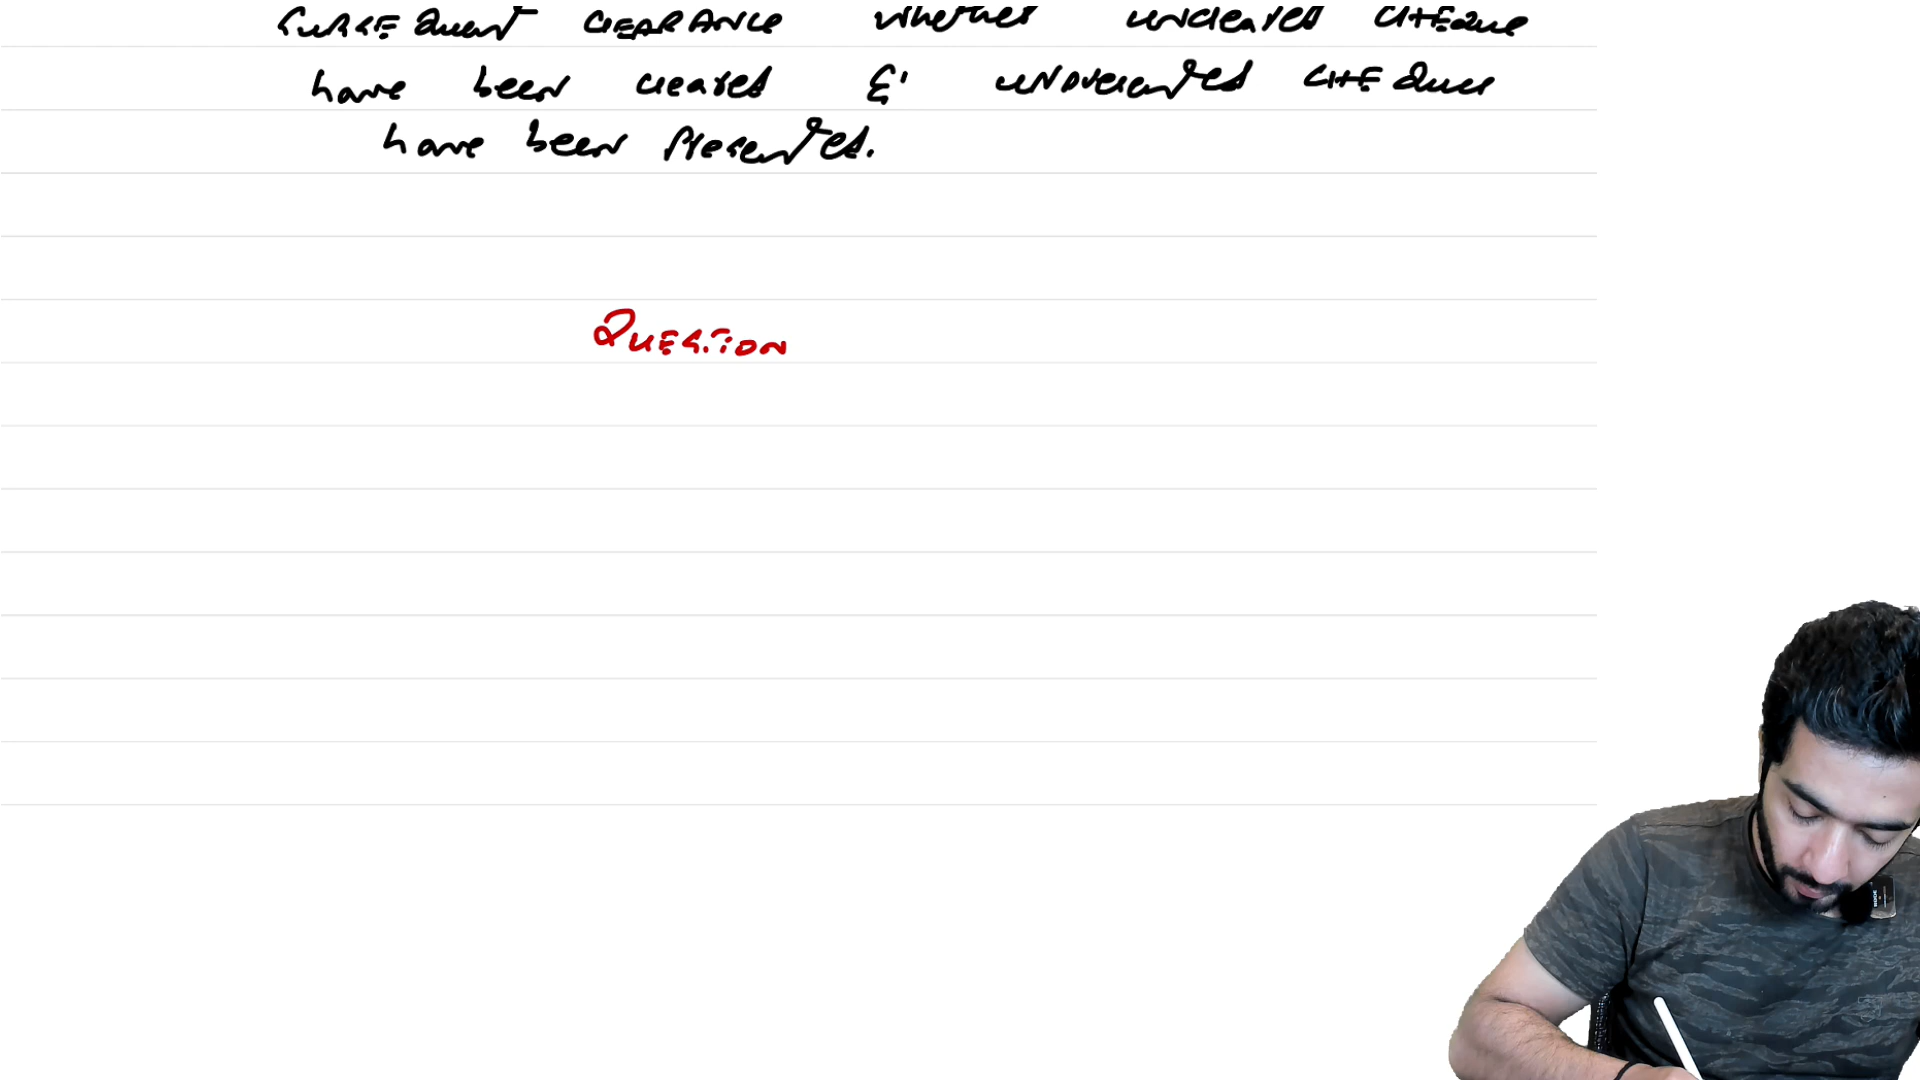 SUBSEQUENT CLEARANCE whether uncleared CHEQUE
have been cleared & unpresented CHEQues
have been Presented.
QUESTION